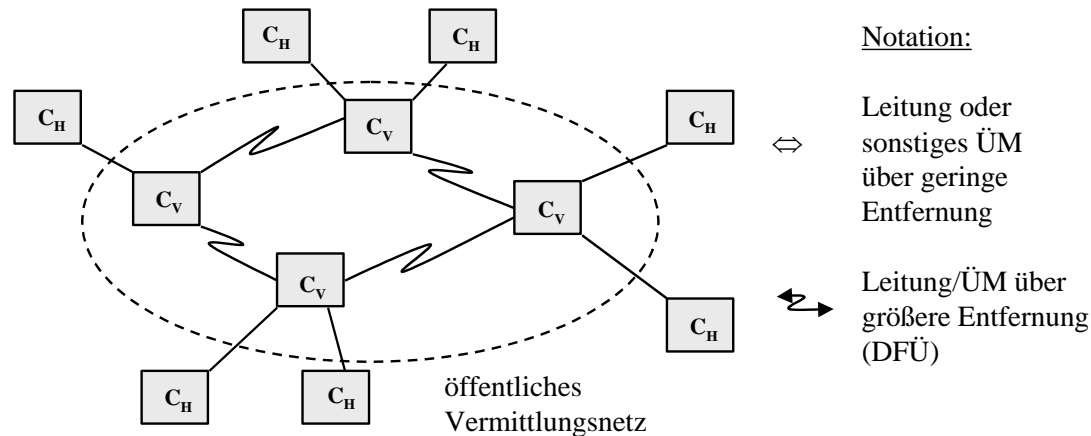 C_H
C_H
C_H
C_V
C_H
C_V
C_V
C_V
C_H
C_H
C_H
öffentliches
Vermittlungsnetz
Notation:
⇔
Leitung oder
sonstiges ÜM
über geringe
Entfernung
Leitung/ÜM über
größere Entfernung
(DFÜ)